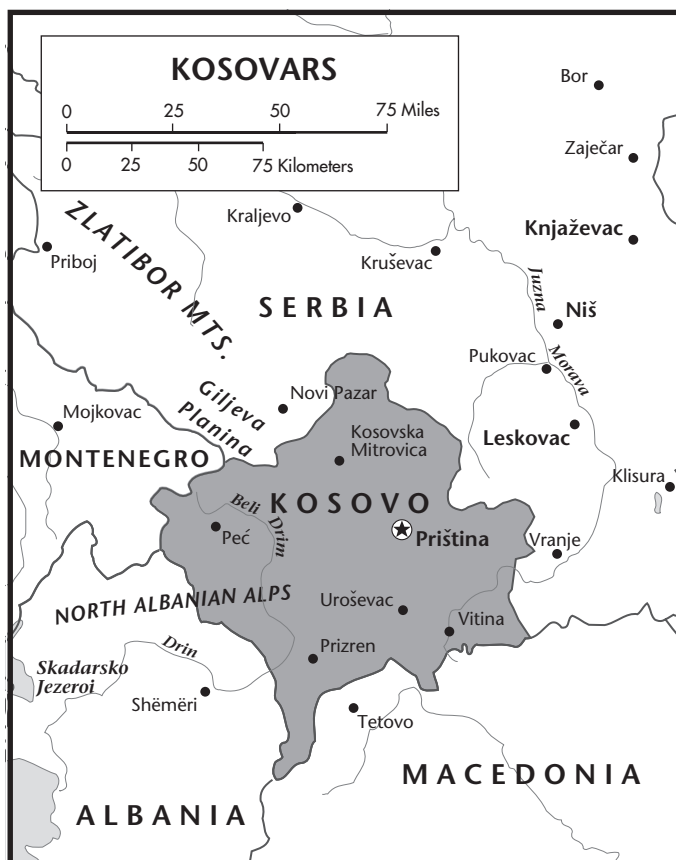 KOSOVARS
0 25 50 75 Miles
0 25 50 75 Kilometers
Bor
Zaječar
Kraljevo
Knjaževac
Priboj
Kruševac
ZLATIBOR MTS.
SERBIA
Juzna
Morava
Niš
Pukovac
Novi Pazar
Giljeva
Planina
Mojkovac
Kosovska
Mitrovica
Leskovac
MONTENEGRO
Klisura
KOSOVO
Beli Drim
Peć
Priština
Vranje
NORTH ALBANIAN ALPS
Uroševac
Vitina
Drin
Prizren
Skadarsko
Jezeroi
Shëmëri
Tetovo
MACEDONIA
ALBANIA